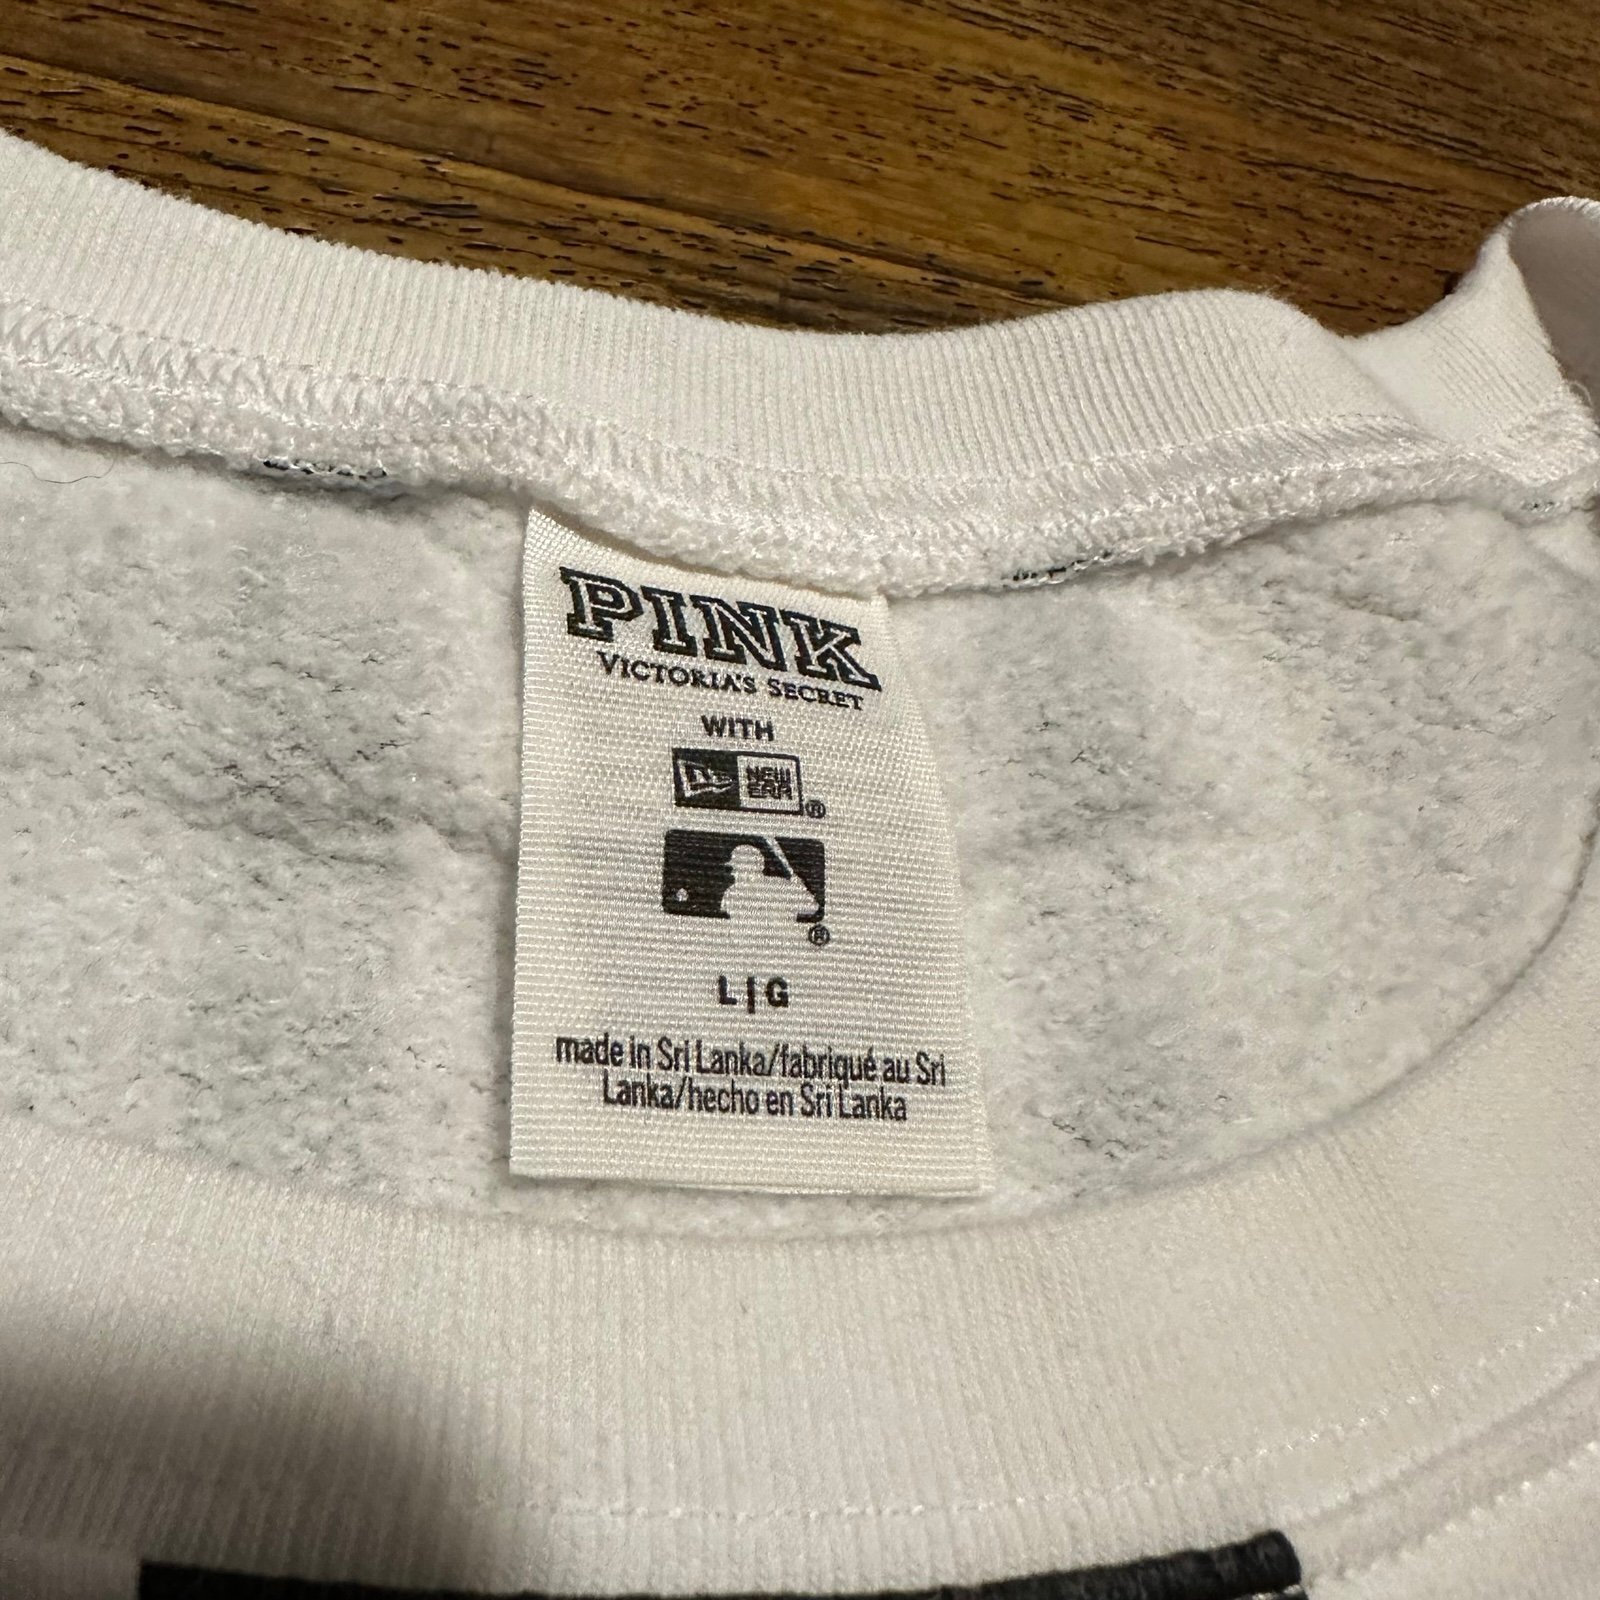 PINK
VICTORIA'S SECRET
WITH
NEW
ERA®
®
L|G
made in Sri Lanka/fabriqué au Sri
Lanka/hecho en Sri Lanka